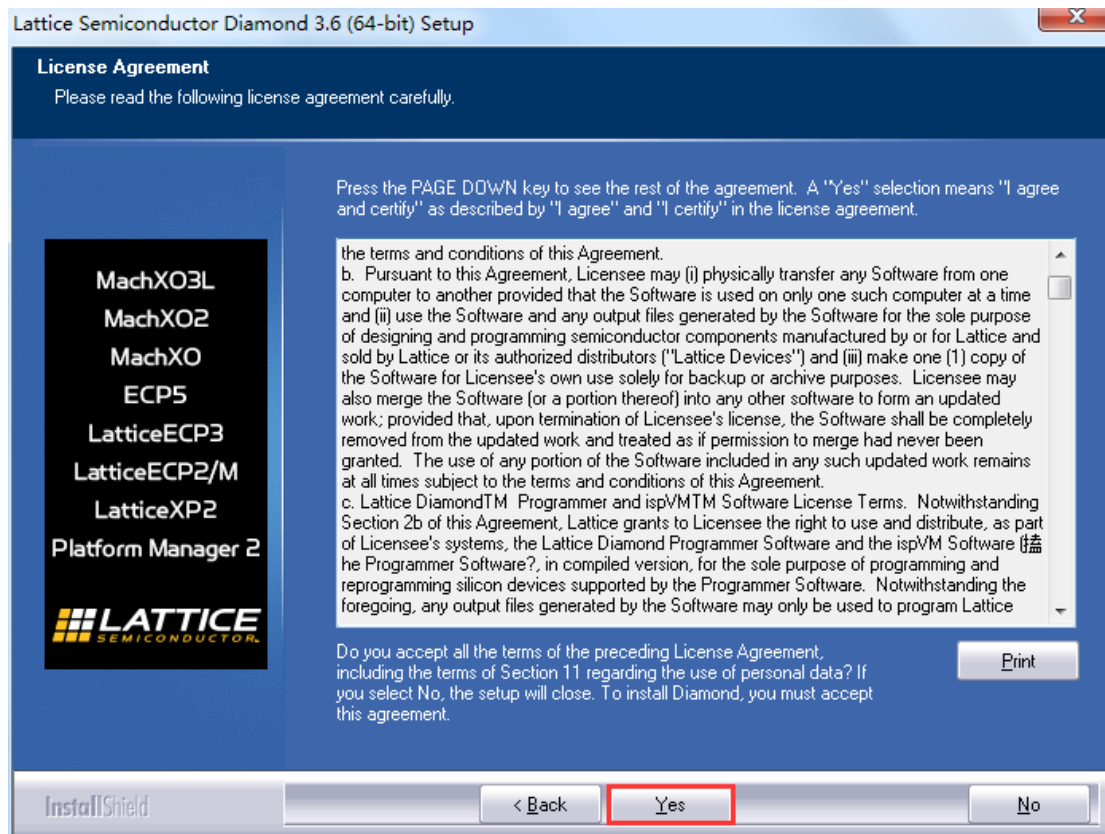 Lattice Semiconductor Diamond 3.6 (64-bit) Setup
License Agreement
Please read the following license agreement carefully.
Press the PAGE DOWN key to see the rest of the agreement. A "Yes" selection means "I agree
and certify" as described by "I agree" and "I certify" in the license agreement.
MachXO3L
MachXO2
MachXO
ECP5
LatticeECP3
LatticeECP2/M
LatticeXP2
Platform Manager 2
LATTICE
SEMICONDUCTOR.
the terms and conditions of this Agreement.
b. Pursuant to this Agreement, Licensee may (i) physically transfer any Software from one
computer to another provided that the Software is used on only one such computer at a time
and (ii) use the Software and any output files generated by the Software for the sole purpose
of designing and programming semiconductor components manufactured by or for Lattice and
sold by Lattice or its authorized distributors ("Lattice Devices") and (iii) make one (1) copy of
the Software for Licensee's own use solely for backup or archive purposes. Licensee may
also merge the Software (or a portion thereof) into any other software to form an updated
work; provided that, upon termination of Licensee's license, the Software shall be completely
removed from the updated work and treated as if permission to merge had never been
granted. The use of any portion of the Software included in any such updated work remains
at all times subject to the terms and conditions of this Agreement.
c. Lattice DiamondTM Programmer and ispVMTM Software License Terms. Notwithstanding
Section 2b of this Agreement, Lattice grants to Licensee the right to use and distribute, as part
of Licensee's systems, the Lattice Diamond Programmer Software and the ispVM Software (搕
he Programmer Software?, in compiled version, for the sole purpose of programming and
reprogramming silicon devices supported by the Programmer Software. Notwithstanding the
foregoing, any output files generated by the Software may only be used to program Lattice
Do you accept all the terms of the preceding License Agreement,
including the terms of Section 11 regarding the use of personal data? If
you select No, the setup will close. To install Diamond, you must accept
this agreement.
Print
InstallShield
< Back
Yes
No